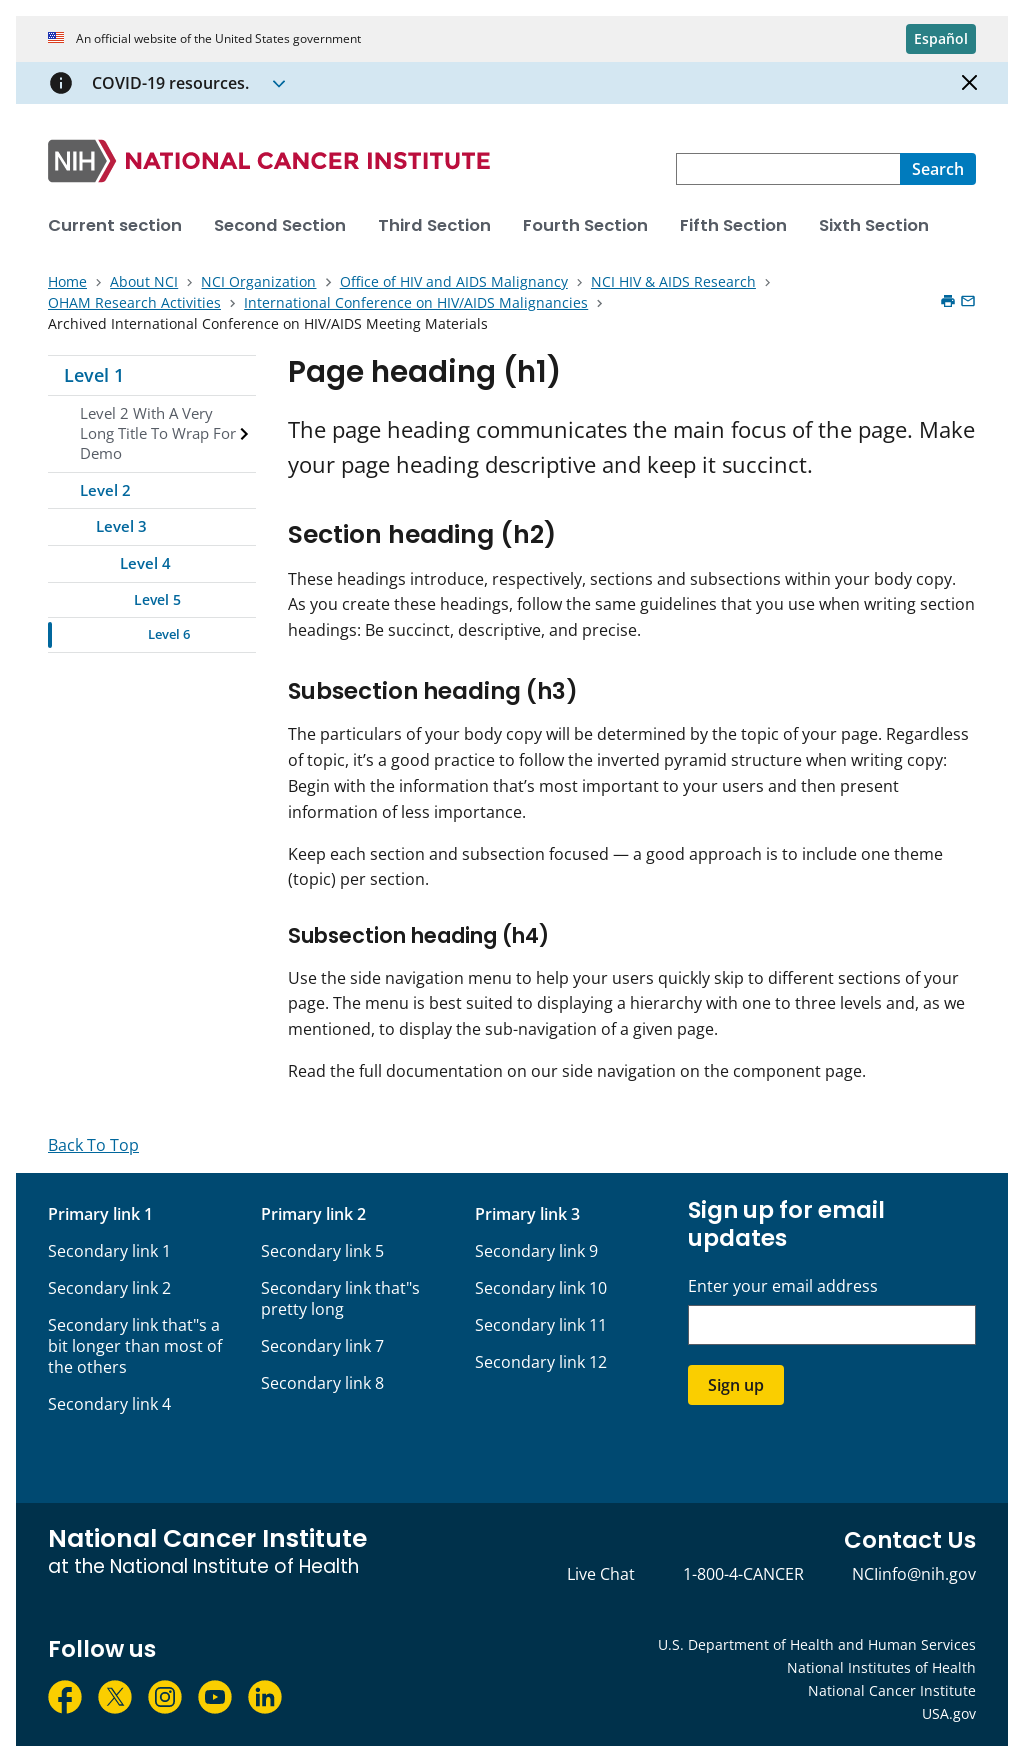 An official website of the United States government
Español
COVID-19 resources.
NIH NATIONAL CANCER INSTITUTE
Search
Current section Second Section Third Section Fourth Section Fifth Section Sixth Section
Home About NCI NCI Organization Office of HIV and AIDS Malignancy NCI HIV & AIDS Research
OHAM Research Activities International Conference on HIV/AIDS Malignancies
Archived International Conference on HIV/AIDS Meeting Materials
Level 1
Level 2 With A Very
Long Title To Wrap For
Demo
Level 2
Level 3
Level 4
Level 5
Level 6
Page heading (h1)
The page heading communicates the main focus of the page. Make
your page heading descriptive and keep it succinct.
Section heading (h2)
These headings introduce, respectively, sections and subsections within your body copy.
As you create these headings, follow the same guidelines that you use when writing section
headings: Be succinct, descriptive, and precise.
Subsection heading (h3)
The particulars of your body copy will be determined by the topic of your page. Regardless
of topic, it’s a good practice to follow the inverted pyramid structure when writing copy:
Begin with the information that’s most important to your users and then present
information of less importance.
Keep each section and subsection focused — a good approach is to include one theme
(topic) per section.
Subsection heading (h4)
Use the side navigation menu to help your users quickly skip to different sections of your
page. The menu is best suited to displaying a hierarchy with one to three levels and, as we
mentioned, to display the sub-navigation of a given page.
Read the full documentation on our side navigation on the component page.
Back To Top
Primary link 1
Secondary link 1
Secondary link 2
Secondary link that"s a
bit longer than most of
the others
Secondary link 4
Primary link 2
Secondary link 5
Secondary link that"s
pretty long
Secondary link 7
Secondary link 8
Primary link 3
Secondary link 9
Secondary link 10
Secondary link 11
Secondary link 12
Sign up for email
updates
Enter your email address
Sign up
National Cancer Institute
at the National Institute of Health
Contact Us
Live Chat 1-800-4-CANCER NCIinfo@nih.gov
Follow us
U.S. Department of Health and Human Services
National Institutes of Health
National Cancer Institute
USA.gov